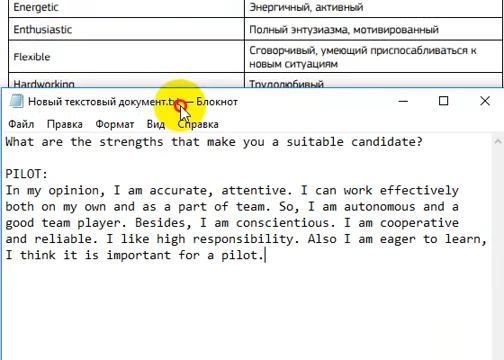 Energetic Энергичный, активный
Enthusiastic Полный энтузиазма, мотивированный
Flexible Сговорчивый, умеющий приспосабливаться к
новым ситуациям
Hardworking Трудолюбивый
Новый текстовый документ.txt — Блокнот
Файл Правка Формат Вид Справка
What are the strengths that make you a suitable candidate?
PILOT:
In my opinion, I am accurate, attentive. I can work effectively
both on my own and as a part of team. So, I am autonomous and a
good team player. Besides, I am conscientious. I am cooperative
and reliable. I like high responsibility. Also I am eager to learn,
I think it is important for a pilot.